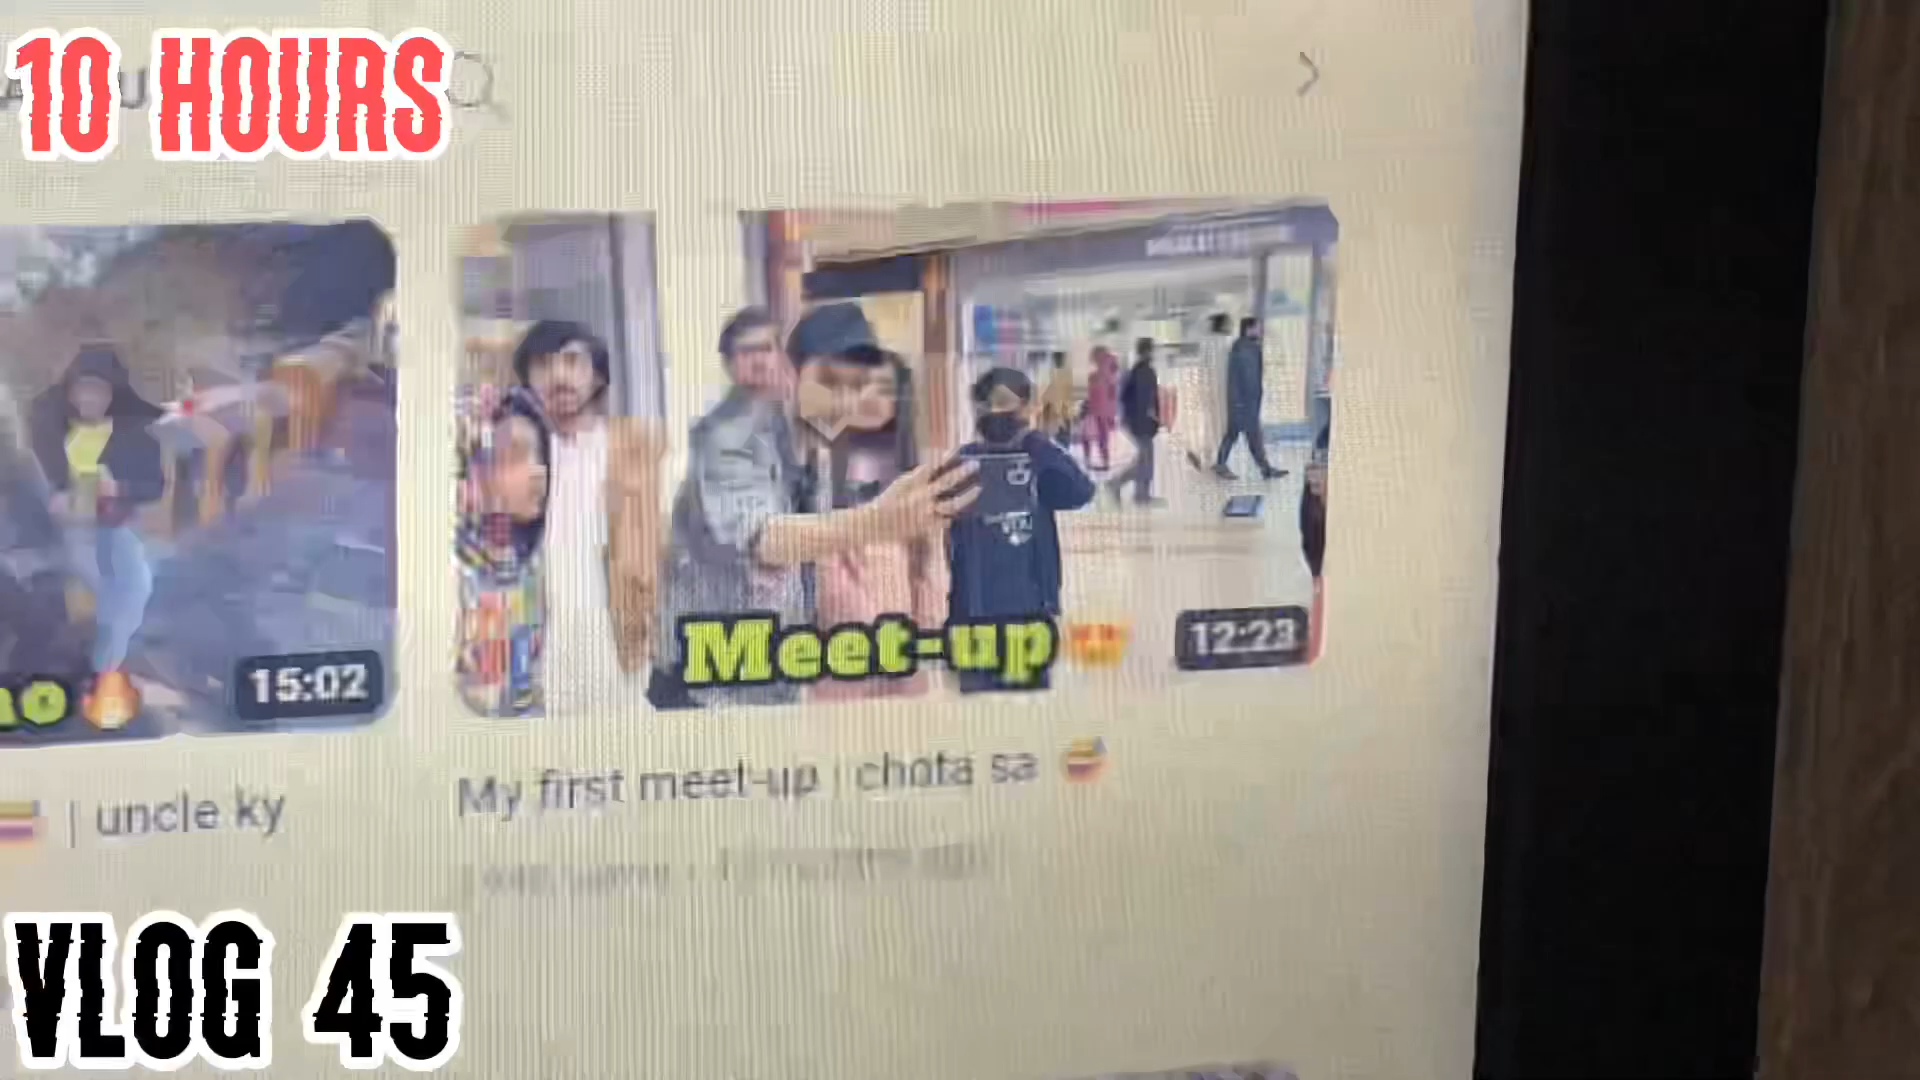 10 HOURS
Meet-up
12:23
15:02
| uncle ky
My first meet-up | chota sa
VLOG 45